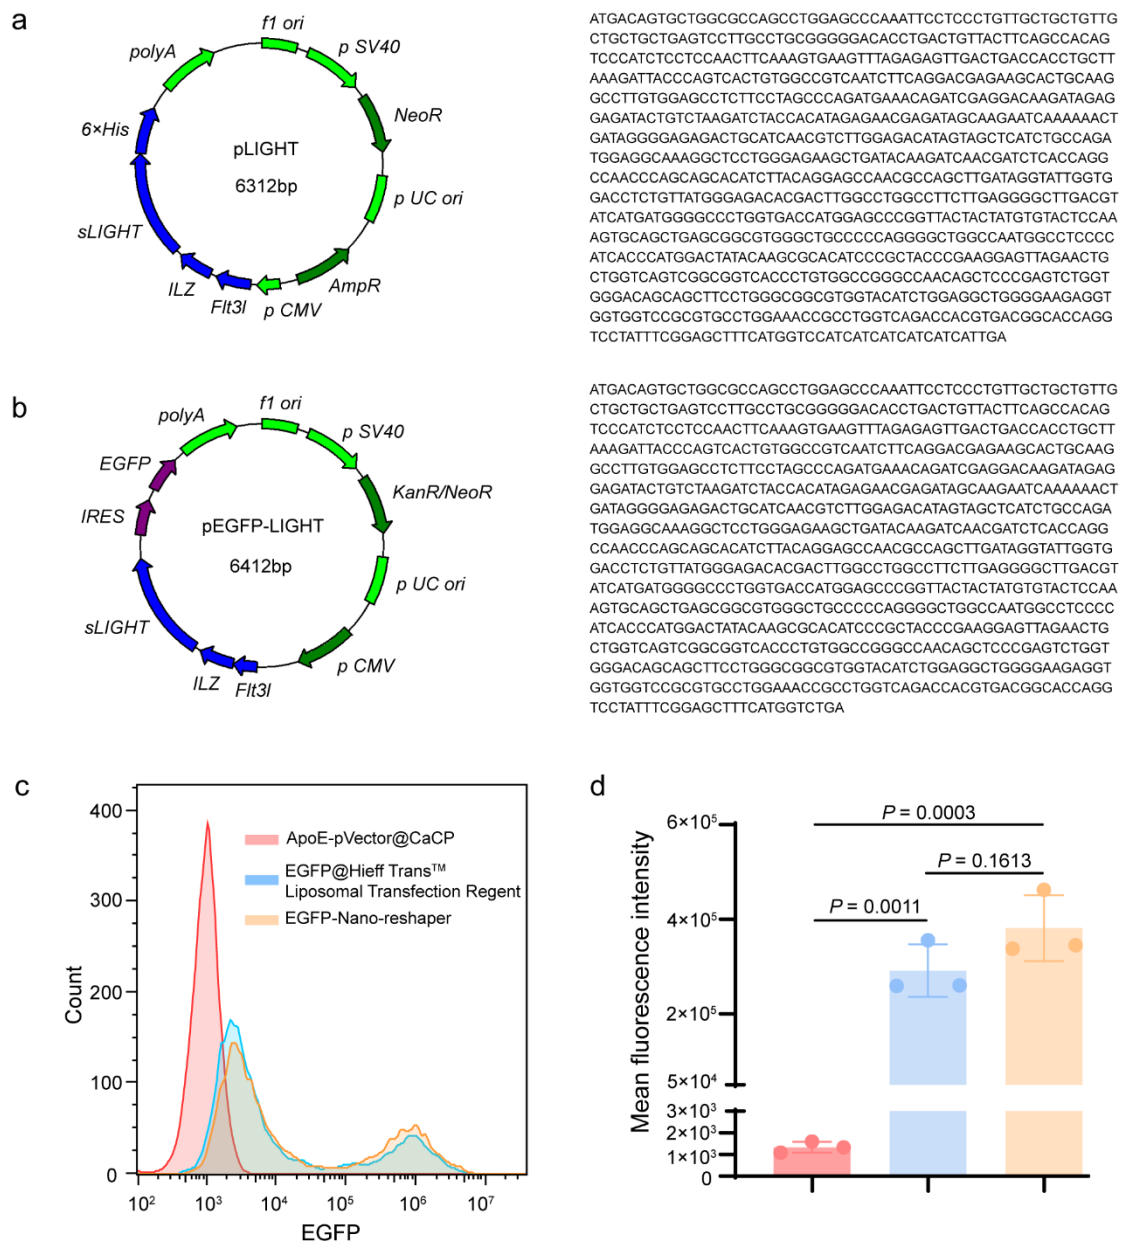 a
f1 ori
p SV40
NeoR
p UC ori
AmpR
p CMV
Flt3l
ILZ
sLIGHT
6×His
polyA
pLIGHT
6312bp
ATGACAGTGCTGGCGCCAGCCTGGAGCCCAAATTCCTCCCTGTTGCTGCTGTTG
CTGCTGCTGAGTCCTTGCCTGCGGGGGACACCTGACTGTTACTTCAGCCACAG
TCCCATCTCCTCCAACTTCAAAGTGAAGTTTAGAGAGTTGACTGACCACCTGCTT
AAAGATTACCCAGTCACTGTGGCCGTCAATCTTCAGGACGAGAAGCACTGCAAG
GCCTTGTGGAGCCTCTTCCTAGCCCAGATGAAACAGATCGAGGACAAGATAGAG
GAGATACTGTCTAAGATCTACCACATAGAGAACGAGATAGCAAGAATCAAAAAACT
GATAGGGGAGAGACTGCATCAACGTCTTGGAGACATAGTAGCTCATCTGCCAGA
TGGAGGCAAAGGCTCCTGGGAGAAGCTGATACAAGATCAACGATCTCACCAGG
CCAACCCAGCAGCACATCTTACAGGAGCCAACGCCAGCTTGATAGGTATTGGTG
GACCTCTGTTATGGGAGACACGACTTGGCCTGGCCTTCTTGAGGGGCTTGACGT
ATCATGATGGGGCCCTGGTGACCATGGAGCCCGGTTACTACTATGTGTACTCCAA
AGTGCAGCTGAGCGGCGTGGGCTGCCCCCAGGGGCTGGCCAATGGCCTCCCC
ATCACCCATGGACTATACAAGCGCACATCCCGCTACCCGAAGGAGTTAGAACTG
CTGGTCAGTCGGCGGTCACCCTGTGGCCGGGCCAACAGCTCCCGAGTCTGGT
GGGACAGCAGCTTCCTGGGCGGCGTGGTACATCTGGAGGCTGGGGAAGAGGT
GGTGGTCCGCGTGCCTGGAAACCGCCTGGTCAGACCACGTGACGGCACCAGG
TCCTATTTCGGAGCTTTCATGGTCCATCATCATCATCATCATTGA
b
f1 ori
p SV40
KanR/NeoR
p UC ori
p CMV
Flt3l
ILZ
sLIGHT
IRES
EGFP
polyA
pEGFP-LIGHT
6412bp
ATGACAGTGCTGGCGCCAGCCTGGAGCCCAAATTCCTCCCTGTTGCTGCTGTTG
CTGCTGCTGAGTCCTTGCCTGCGGGGGACACCTGACTGTTACTTCAGCCACAG
TCCCATCTCCTCCAACTTCAAAGTGAAGTTTAGAGAGTTGACTGACCACCTGCTT
AAAGATTACCCAGTCACTGTGGCCGTCAATCTTCAGGACGAGAAGCACTGCAAG
GCCTTGTGGAGCCTCTTCCTAGCCCAGATGAAACAGATCGAGGACAAGATAGAG
GAGATACTGTCTAAGATCTACCACATAGAGAACGAGATAGCAAGAATCAAAAAACT
GATAGGGGAGAGACTGCATCAACGTCTTGGAGACATAGTAGCTCATCTGCCAGA
TGGAGGCAAAGGCTCCTGGGAGAAGCTGATACAAGATCAACGATCTCACCAGG
CCAACCCAGCAGCACATCTTACAGGAGCCAACGCCAGCTTGATAGGTATTGGTG
GACCTCTGTTATGGGAGACACGACTTGGCCTGGCCTTCTTGAGGGGCTTGACGT
ATCATGATGGGGCCCTGGTGACCATGGAGCCCGGTTACTACTATGTGTACTCCAA
AGTGCAGCTGAGCGGCGTGGGCTGCCCCCAGGGGCTGGCCAATGGCCTCCCC
ATCACCCATGGACTATACAAGCGCACATCCCGCTACCCGAAGGAGTTAGAACTG
CTGGTCAGTCGGCGGTCACCCTGTGGCCGGGCCAACAGCTCCCGAGTCTGGT
GGGACAGCAGCTTCCTGGGCGGCGTGGTACATCTGGAGGCTGGGGAAGAGGT
GGTGGTCCGCGTGCCTGGAAACCGCCTGGTCAGACCACGTGACGGCACCAGG
TCCTATTTCGGAGCTTTCATGGTCTGA
c
Count
400
300
200
100
0
10²
10³
10⁴
10⁵
10⁶
10⁷
EGFP
ApoE-pVector@CaCP
EGFP@Hieff Trans™
Liposomal Transfection Regent
EGFP-Nano-reshaper
d
Mean fluorescence intensity
6×10⁵
4×10⁵
2×10⁵
5×10⁴
3×10³
2×10³
1×10³
0
P = 0.0003
P = 0.1613
P = 0.0011